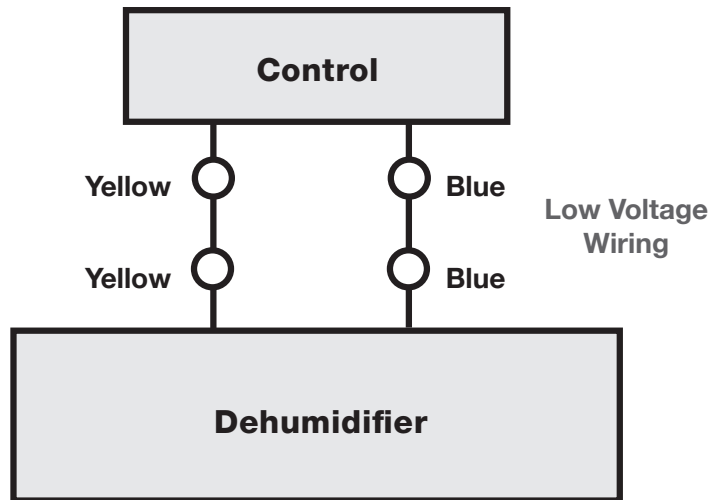 Control
Yellow
Blue
Low Voltage
Wiring
Yellow
Blue
Dehumidifier